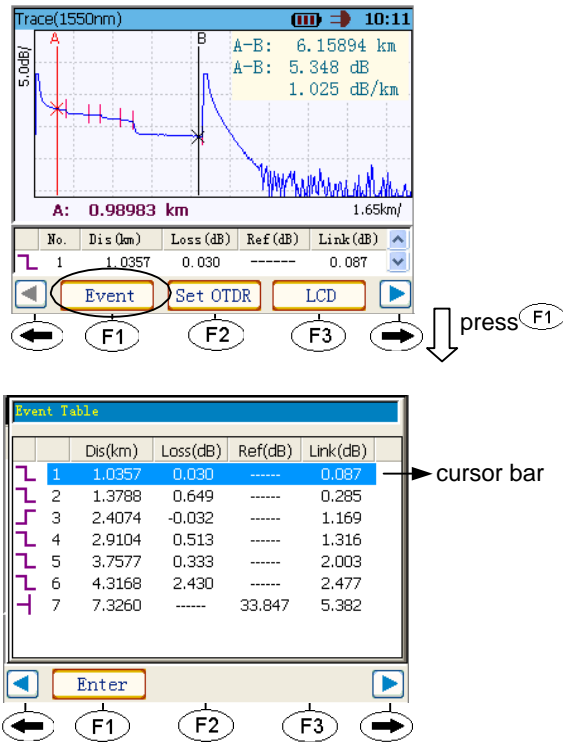 Trace(1550nm) 10:11
5.0dB/
A B
A-B: 6.15894 km
A-B: 5.348 dB
1.025 dB/km
A: 0.98983 km 1.65km/
No. Dis(km) Loss(dB) Ref(dB) Link(dB)
1 1.0357 0.030 ------ 0.087
Event Set OTDR LCD
F1 F2 F3
press F1
Event Table
Dis(km) Loss(dB) Ref(dB) Link(dB)
1 1.0357 0.030 ------ 0.087
cursor bar
2 1.3788 0.649 ------ 0.285
3 2.4074 -0.032 ------ 1.169
4 2.9104 0.513 ------ 1.316
5 3.7577 0.333 ------ 2.003
6 4.3168 2.430 ------ 2.477
7 7.3260 ------ 33.847 5.382
Enter
F1 F2 F3